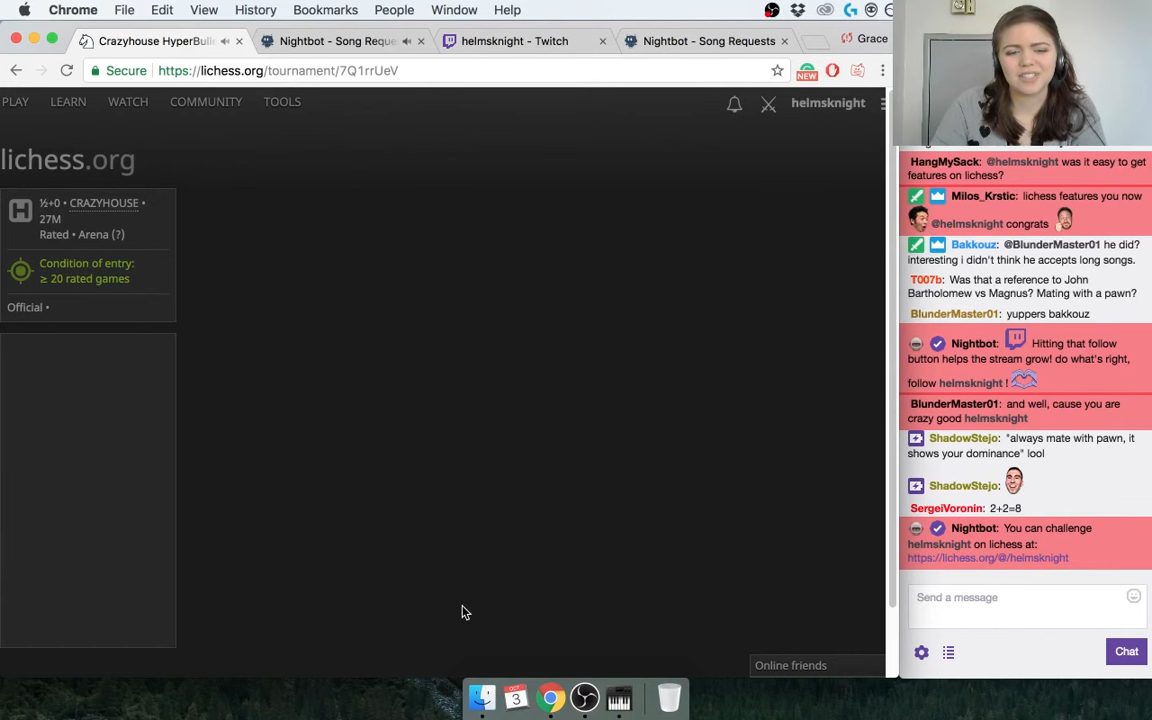 Chrome File Edit View History Bookmarks People Window Help
Crazyhouse HyperBull
Nightbot - Song Reque
helmsknight - Twitch
Nightbot - Song Requests
Grace
Secure https://lichess.org/tournament/7Q1rrUeV
NEW
PLAY LEARN WATCH COMMUNITY TOOLS
helmsknight
lichess.org
½+0 • CRAZYHOUSE •
27M
Rated • Arena (?)
Condition of entry:
≥ 20 rated games
Official •
Online friends
OCT
3
HangMySack: @helmsknight was it easy to get
features on lichess?
Milos_Krstic: lichess features you now
@helmsknight congrats
Bakkouz: @BlunderMaster01 he did?
interesting i didn't think he accepts long songs.
T007b: Was that a reference to John
Bartholomew vs Magnus? Mating with a pawn?
BlunderMaster01: yuppers bakkouz
Nightbot: Hitting that follow
button helps the stream grow! do what's right,
follow helmsknight !
BlunderMaster01: and well, cause you are
crazy good helmsknight
ShadowStejo: "always mate with pawn, it
shows your dominance" lool
ShadowStejo:
SergeiVoronin: 2+2=8
Nightbot: You can challenge
helmsknight on lichess at:
https://lichess.org/@/helmsknight
Send a message
Chat